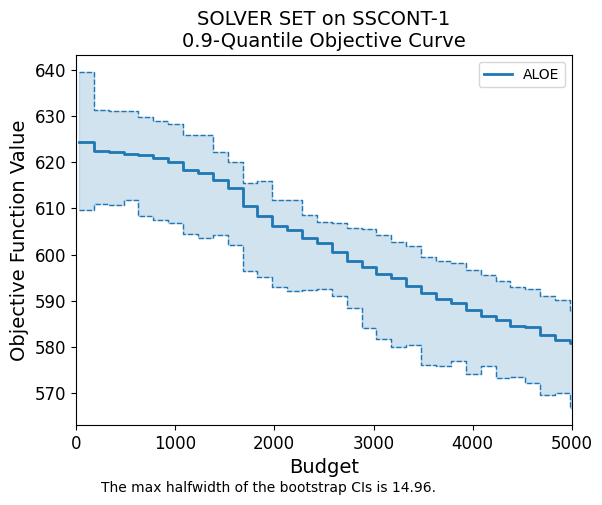 SOLVER SET on SSCONT-1
0.9-Quantile Objective Curve
ALOE
Objective Function Value
640
630
620
610
600
590
580
570
0 1000 2000 3000 4000 5000
Budget
The max halfwidth of the bootstrap CIs is 14.96.